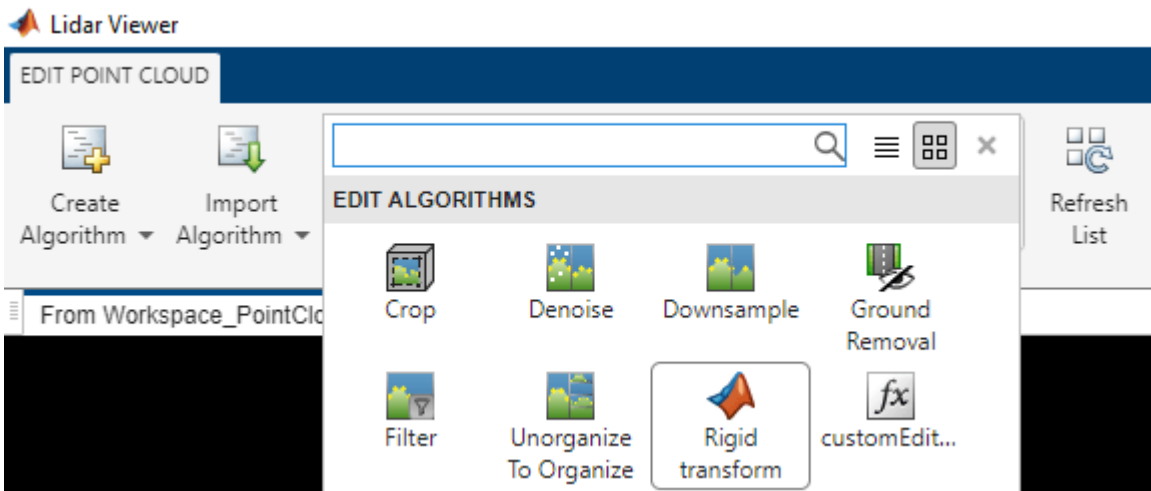 Lidar Viewer
EDIT POINT CLOUD
Create
Algorithm
Import
Algorithm
EDIT ALGORITHMS
Refresh
List
Crop
Denoise
Downsample
Ground
Removal
From Workspace_PointClo
Filter
Unorganize
To Organize
Rigid
transform
fx
customEdit...